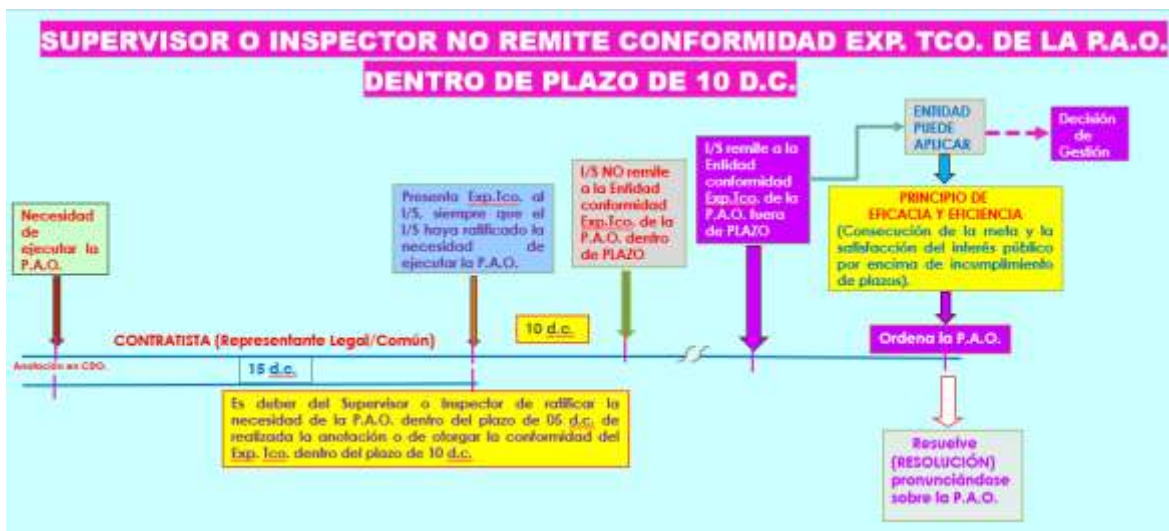 SUPERVISOR O INSPECTOR NO REMITE CONFORMIDAD EXP. TCO. DE LA P.A.O.
DENTRO DE PLAZO DE 10 D.C.
ENTIDAD
PUEDE
APLICAR
Decisión
de
Gestión
I/S remite a la
Entidad
conformidad
Exp.Tco. de la
P.A.O. fuera
de PLAZO
I/S NO remite
a la Entidad
conformidad
Exp.Tco. de la
P.A.O. dentro
de PLAZO
Presenta Exp.Tco. al
I/S, siempre que el
I/S haya ratificado la
necesidad de
ejecutar la P.A.O.
Necesidad
de
ejecutar la
P.A.O.
PRINCIPIO DE
EFICACIA Y EFICIENCIA
(Consecución de la meta y la
satisfacción del interés público
por encima de incumplimiento
de plazos).
10 d.c.
CONTRATISTA (Representante Legal/Común)
Ordena la P.A.O.
Anotación en CDO.
15 d.c.
Es deber del Supervisor o Inspector de ratificar la
necesidad de la P.A.O. dentro del plazo de 05 d.c. de
realizada la anotación o de otorgar la conformidad del
Exp. Tco. dentro del plazo de 10 d.c.
Resuelve
(RESOLUCIÓN)
pronunciándose
sobre la P.A.O.